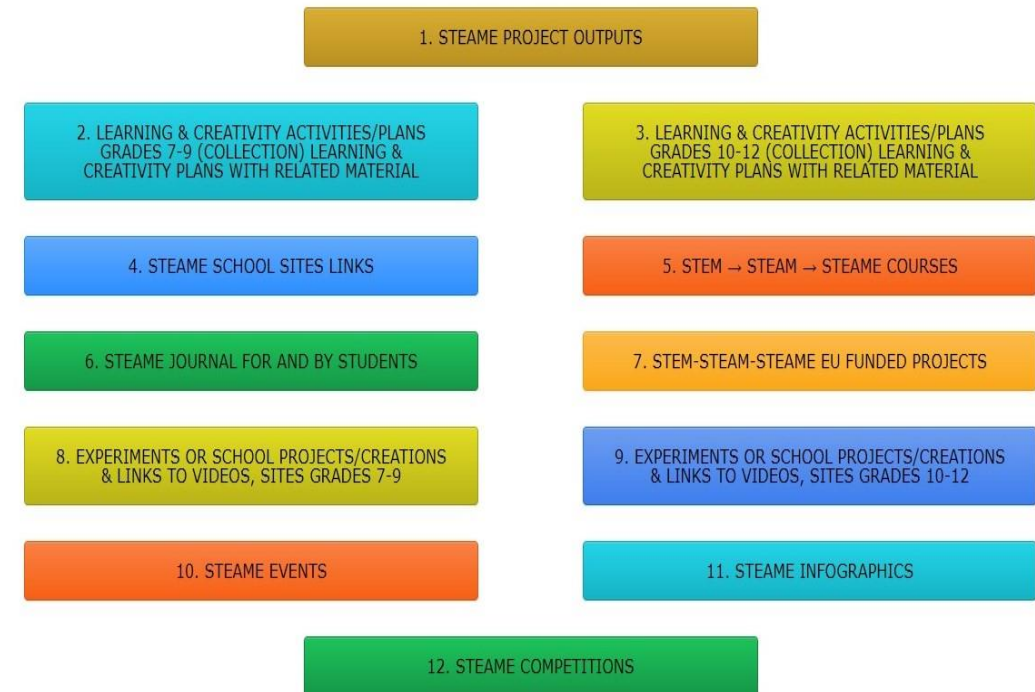 1. STEAME PROJECT OUTPUTS
2. LEARNING & CREATIVITY ACTIVITIES/PLANS
GRADES 7-9 (COLLECTION) LEARNING &
CREATIVITY PLANS WITH RELATED MATERIAL
3. LEARNING & CREATIVITY ACTIVITIES/PLANS
GRADES 10-12 (COLLECTION) LEARNING &
CREATIVITY PLANS WITH RELATED MATERIAL
4. STEAME SCHOOL SITES LINKS
5. STEM → STEAM → STEAME COURSES
6. STEAME JOURNAL FOR AND BY STUDENTS
7. STEM-STEAM-STEAME EU FUNDED PROJECTS
8. EXPERIMENTS OR SCHOOL PROJECTS/CREATIONS
& LINKS TO VIDEOS, SITES GRADES 7-9
9. EXPERIMENTS OR SCHOOL PROJECTS/CREATIONS
& LINKS TO VIDEOS, SITES GRADES 10-12
10. STEAME EVENTS
11. STEAME INFOGRAPHICS
12. STEAME COMPETITIONS